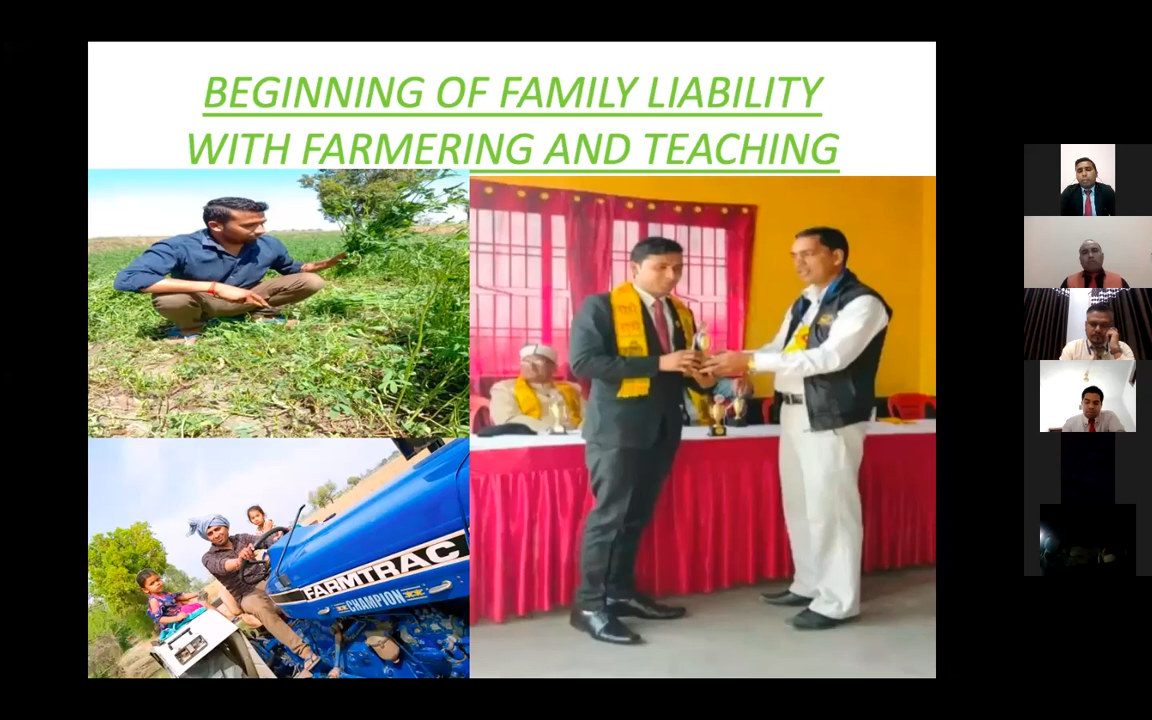 BEGINNING OF FAMILY LIABILITY
WITH FARMERING AND TEACHING
FARMTRAC
CHAMPION